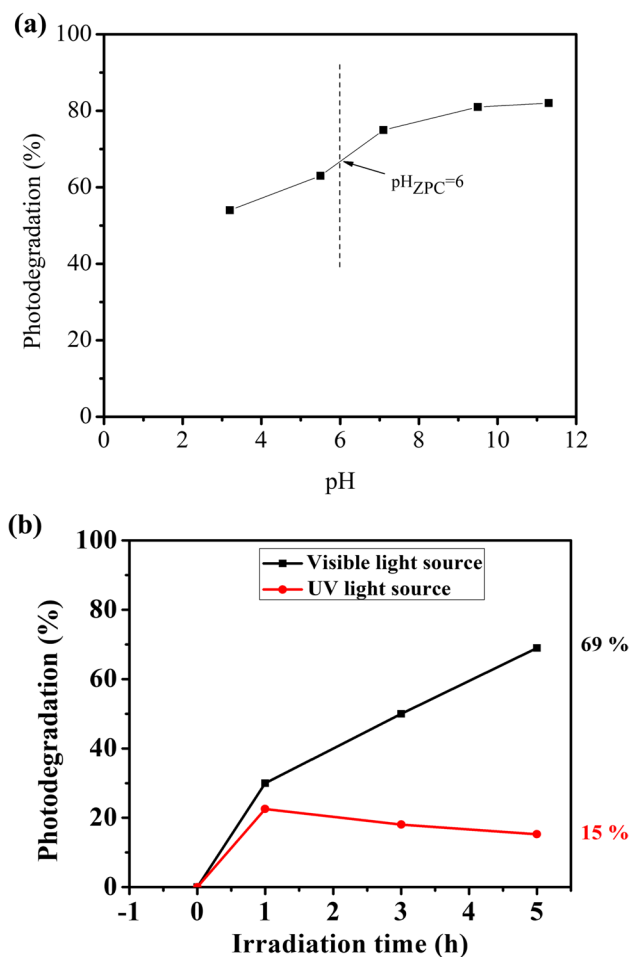 (a)
100
80
60
40
20
0
Photodegradation (%)
pHZPC=6
0 2 4 6 8 10 12
pH
(b)
100
80
60
40
20
0
Photodegradation (%)
Visible light source
UV light source
69 %
15 %
-1 0 1 2 3 4 5
Irradiation time (h)